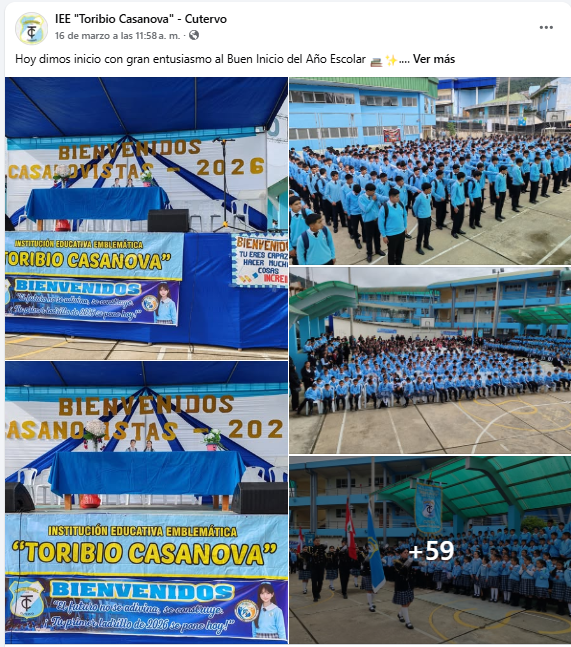 IEE "Toribio Casanova" - Cutervo
16 de marzo a las 11:58 a. m. ·
Hoy dimos inicio con gran entusiasmo al Buen Inicio del Año Escolar 📚✨.... Ver más
BIENVENIDOS
CASANOVISTAS - 2026
INSTITUCIÓN EDUCATIVA EMBLEMÁTICA
TORIBIO CASANOVA"
BIENVENIDOS
"El futuro no se adivina, se construye.
¡Tu primer ladrillo de 2026 se pone hoy!"
BIENVENIDO
TU ERES CAPAZ
HACER MUCH
COSAS
INCREI
BIENVENIDOS
ASANOVISTAS - 202
INSTITUCIÓN EDUCATIVA EMBLEMÁTICA
"TORIBIO CASANOVA"
BIENVENIDOS
"El futuro no se adivina, se construye.
¡Tu primer ladrillo de 2026 se pone hoy!"
+59